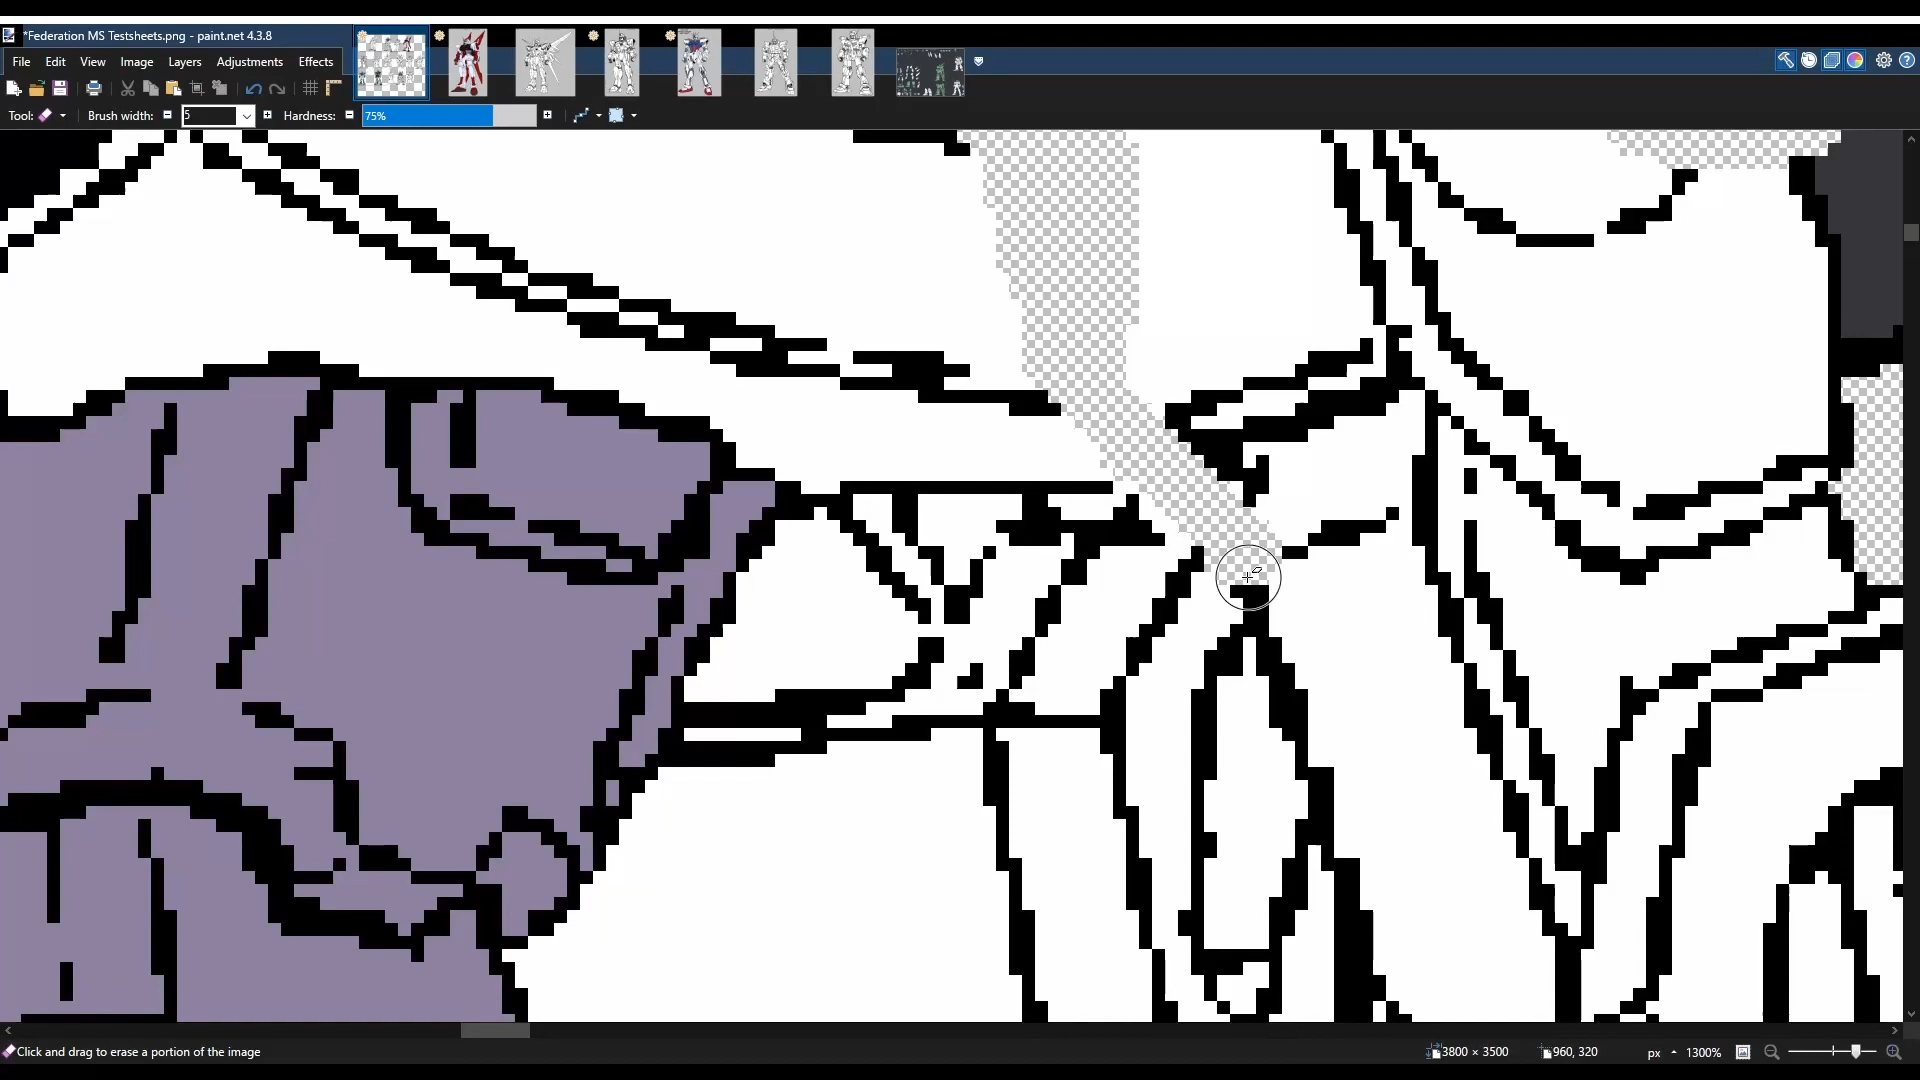 *Federation MS Testsheets.png - paint.net 4.3.8
File Edit View Image Layers Adjustments Effects
Tool: Brush width: 5 Hardness: 75%
Click and drag to erase a portion of the image 3800 × 3500 960, 320 px 1300%